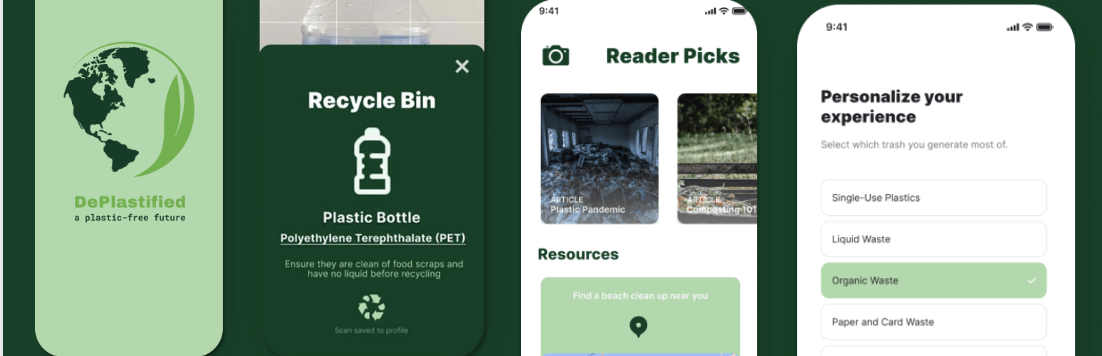 DePlastified
a plastic-free future
Recycle Bin
Plastic Bottle
Polyethylene Terephthalate (PET)
Ensure they are clean of food scraps and
have no liquid before recycling
Scan saved to profile
9:41
Reader Picks
ARTICLE
Plastic Pandemic
ARTICLE
Composting 101
Resources
Find a beach clean up near you
9:41
Personalize your
experience
Select which trash you generate most of.
Single-Use Plastics
Liquid Waste
Organic Waste
Paper and Card Waste